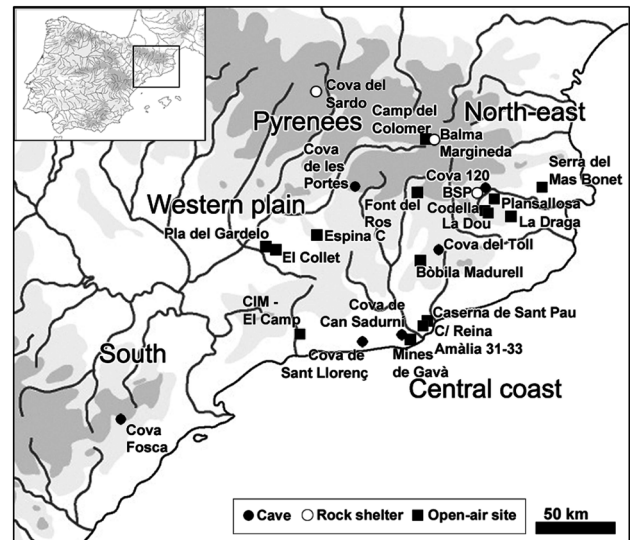 Cova del
Sardo
Pyrenees
Camp del
Colomer
North-east
Balma
Margineda
Cova
de les
Portes
Cova 120
BSP
Serra del
Mas Bonet
Western plain
Font del
Ros
Codella
La Dou
Plansallosa
La Draga
Pla del Gardelo
Espina C
El Collet
Cova del Toll
Bòbila Madurell
CIM -
El Camp
Cova de
Can Sadurní
Caserna de Sant Pau
C/ Reina
Amàlia 31-33
South
Cova de
Sant Llorenç
Mines
de Gavà
Central coast
Cova
Fosca
Cave
Rock shelter
Open-air site
50 km